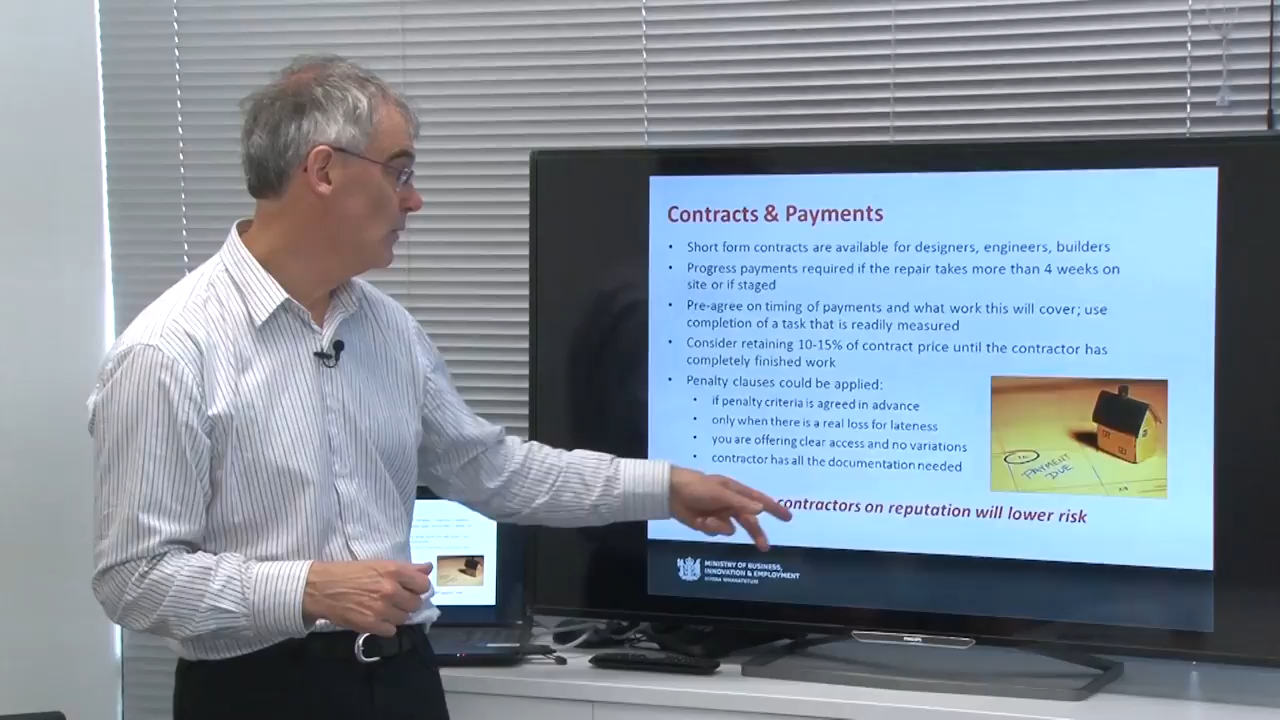 Contracts & Payments
• Short form contracts are available for designers, engineers, builders
• Progress payments required if the repair takes more than 4 weeks on
site or if staged
• Pre-agree on timing of payments and what work this will cover; use
completion of a task that is readily measured
• Consider retaining 10-15% of contract price until the contractor has
completely finished work
• Penalty clauses could be applied:
• if penalty criteria is agreed in advance
• only when there is a real loss for lateness
• you are offering clear access and no variations
• contractor has all the documentation needed
PAYMENT
DUE
contractors on reputation will lower risk
MINISTRY OF BUSINESS,
INNOVATION & EMPLOYMENT
HĪKINA WHAKATUTUKI
PHILIPS